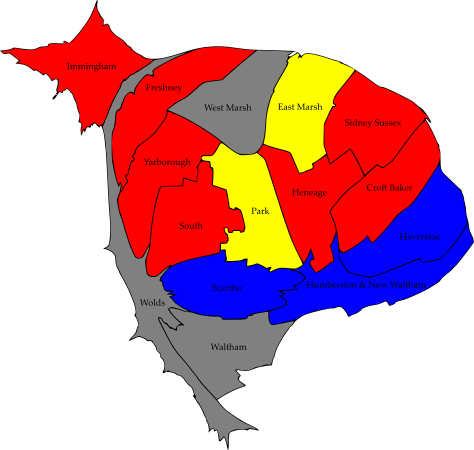 Immingham
Freshney
West Marsh
East Marsh
Sidney Sussex
Yarborough
Heneage
Croft Baker
Park
South
Haverstoe
Scartho
Humberston & New Waltham
Wolds
Waltham